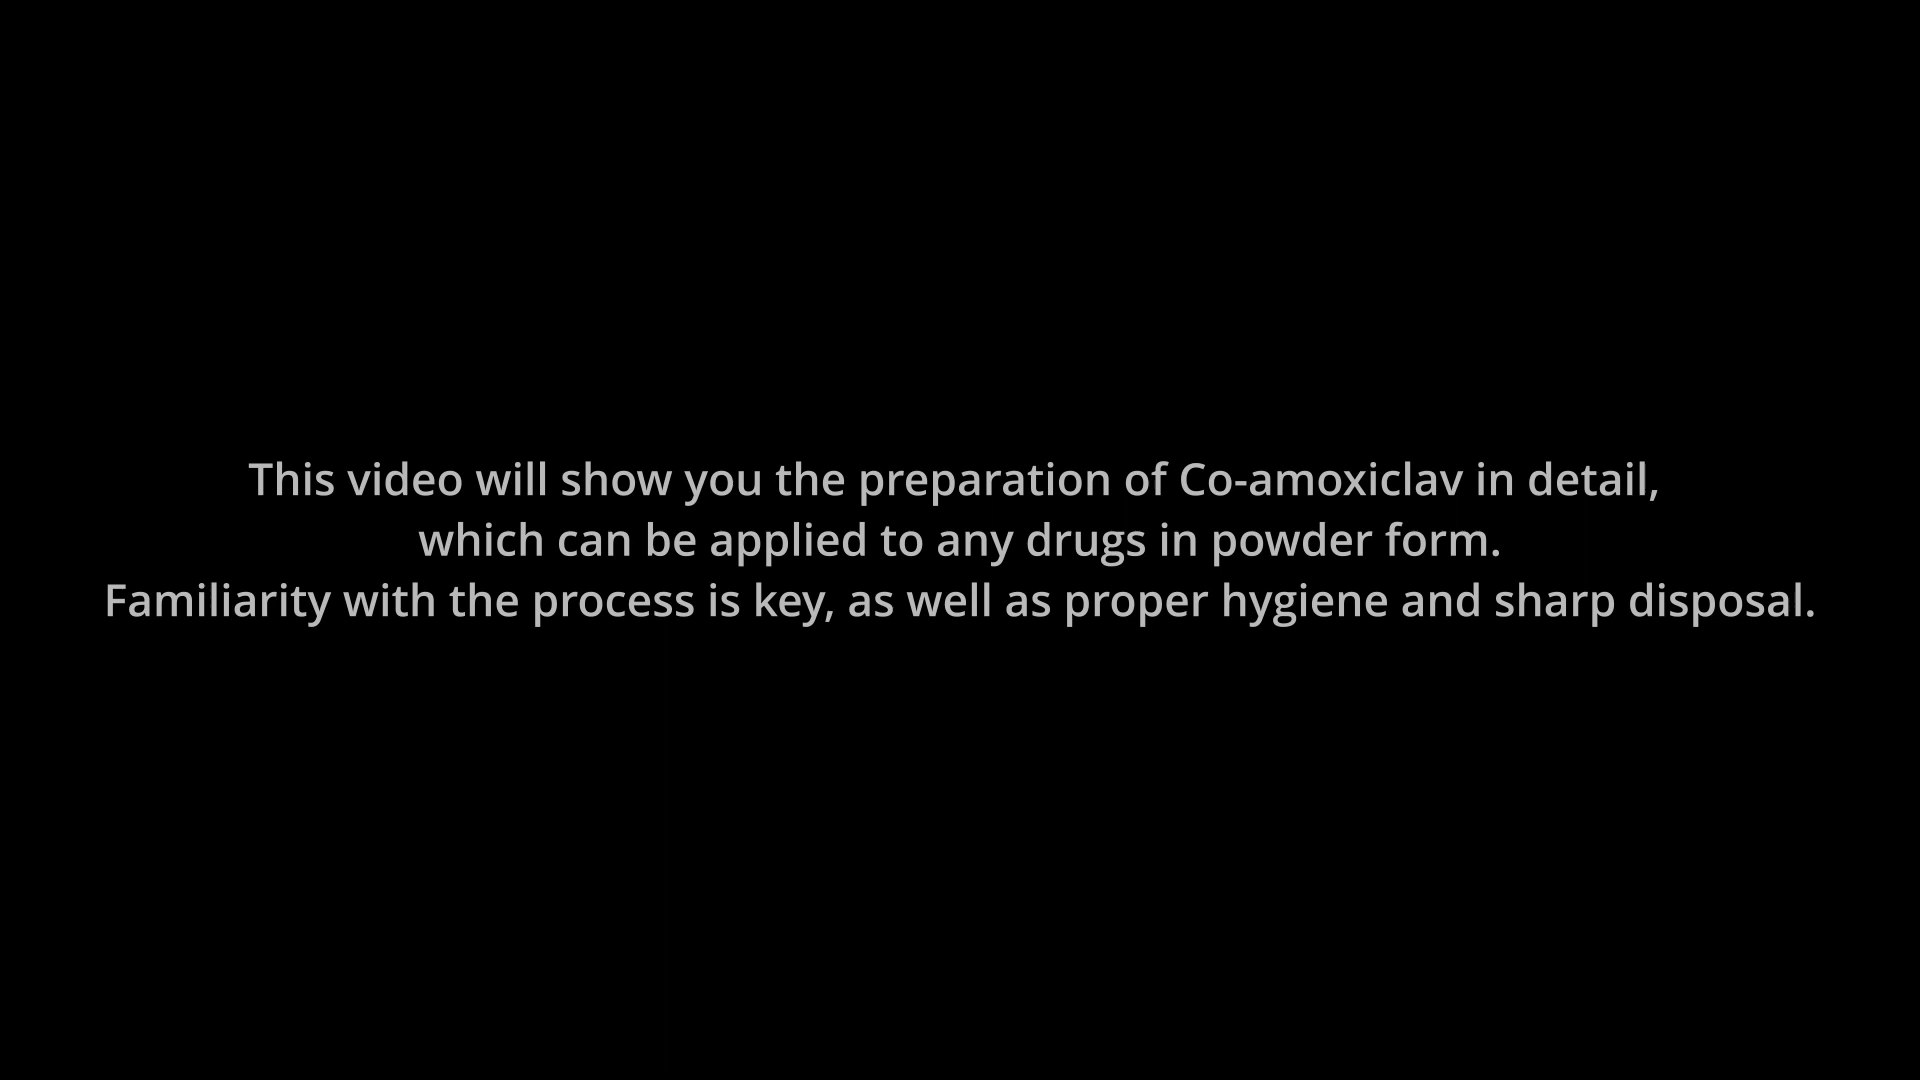 This video will show you the preparation of Co-amoxiclav in detail,
which can be applied to any drugs in powder form.
Familiarity with the process is key, as well as proper hygiene and sharp disposal.